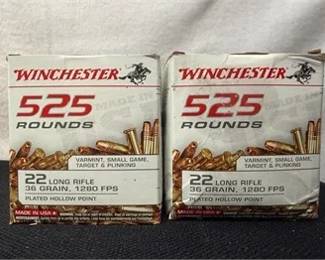 WINCHESTER
525
ROUNDS
VARMINT, SMALL GAME,
TARGET & PLINKING
22 LONG RIFLE
36 GRAIN, 1280 FPS
PLATED HOLLOW POINT
MADE IN USA
WINCHESTER
525
ROUNDS
VARMINT, SMALL GAME,
TARGET & PLINKING
22 LONG RIFLE
36 GRAIN, 1280 FPS
PLATED HOLLOW POINT
MADE IN USA